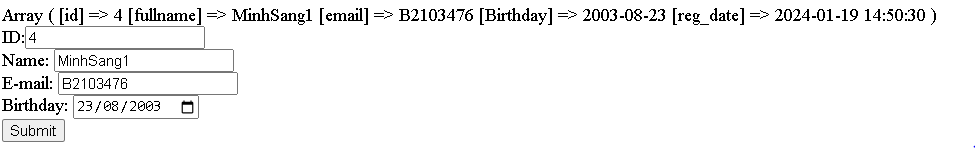 Array ( [id] => 4 [fullname] => MinhSang1 [email] => B2103476 [Birthday] => 2003-08-23 [reg_date] => 2024-01-19 14:50:30 )
ID: 4
Name: MinhSang1
E-mail: B2103476
Birthday: 23/08/2003
Submit